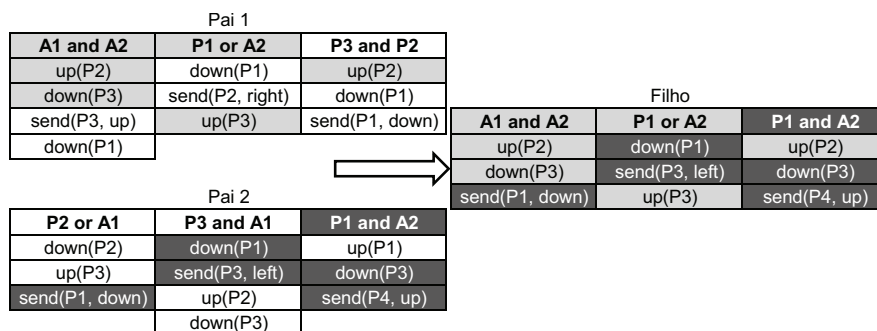 Pai 1
A1 and A2 P1 or A2 P3 and P2
up(P2) down(P1) up(P2)
down(P3) send(P2, right) down(P1)
send(P3, up) up(P3) send(P1, down)
down(P1)
Filho
A1 and A2 P1 or A2 P1 and A2
up(P2) down(P1) up(P2)
down(P3) send(P3, left) down(P3)
send(P1, down) up(P3) send(P4, up)
Pai 2
P2 or A1 P3 and A1 P1 and A2
down(P2) down(P1) up(P1)
up(P3) send(P3, left) down(P3)
send(P1, down) up(P2) send(P4, up)
down(P3)